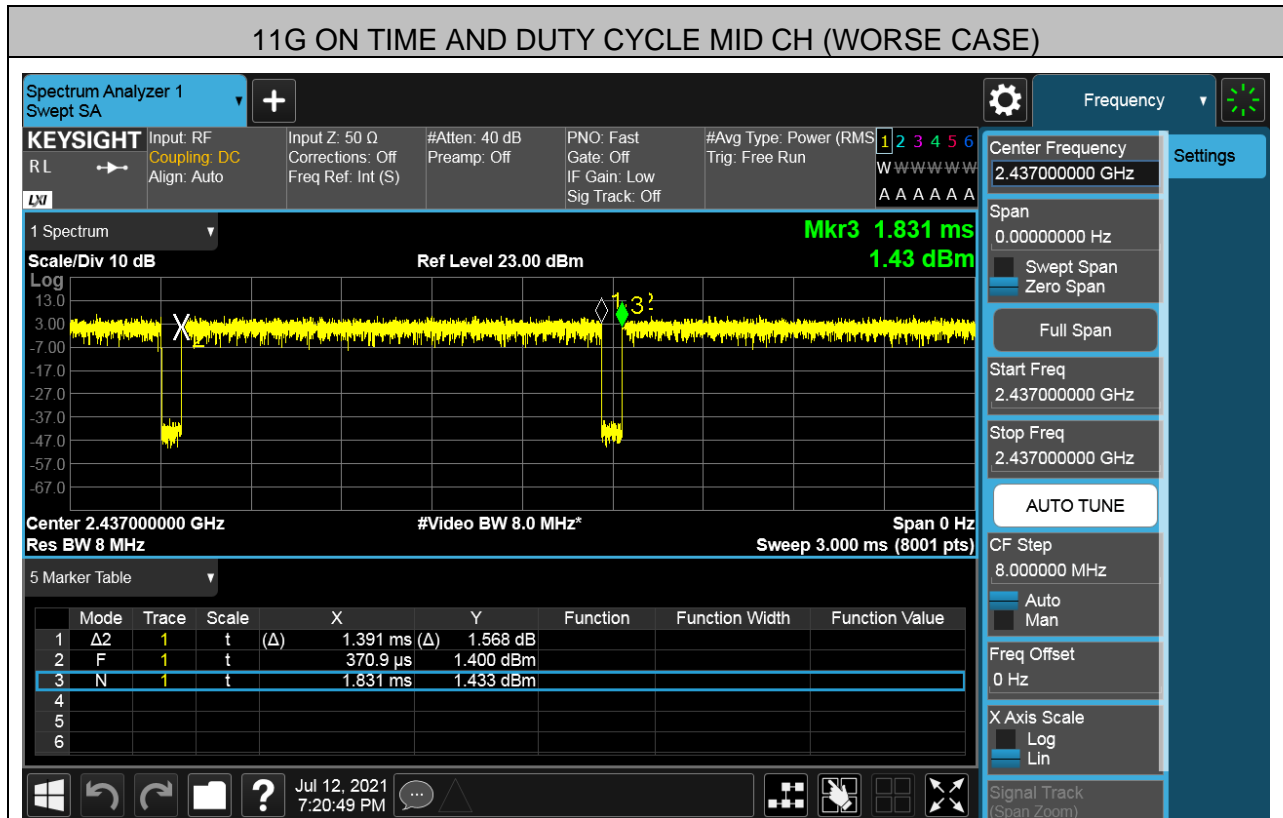 11G ON TIME AND DUTY CYCLE MID CH (WORSE CASE)
Spectrum Analyzer 1
Swept SA
Frequency
KEYSIGHT
RL
LXI
Input: RF
Coupling: DC
Align: Auto
Input Z: 50 Ω
Corrections: Off
Freq Ref: Int (S)
#Atten: 40 dB
Preamp: Off
PNO: Fast
Gate: Off
IF Gain: Low
Sig Track: Off
#Avg Type: Power (RMS
Trig: Free Run
1 2 3 4 5 6
W W W W W W
A A A A A A
1 Spectrum
Mkr3 1.831 ms
1.43 dBm
Scale/Div 10 dB
Ref Level 23.00 dBm
Log
13.0
3.00
-7.00
-17.0
-27.0
-37.0
-47.0
-57.0
-67.0
Center 2.437000000 GHz
#Video BW 8.0 MHz*
Span 0 Hz
Res BW 8 MHz
Sweep 3.000 ms (8001 pts)
5 Marker Table
Mode Trace Scale X Y Function Function Width Function Value
1 Δ2 1 t (Δ) 1.391 ms (Δ) 1.568 dB
2 F 1 t 370.9 µs 1.400 dBm
3 N 1 t 1.831 ms 1.433 dBm
4
5
6
Jul 12, 2021
7:20:49 PM
Center Frequency
2.437000000 GHz
Settings
Span
0.00000000 Hz
Swept Span
Zero Span
Full Span
Start Freq
2.437000000 GHz
Stop Freq
2.437000000 GHz
AUTO TUNE
CF Step
8.000000 MHz
Auto
Man
Freq Offset
0 Hz
X Axis Scale
Log
Lin
Signal Track
(Span Zoom)